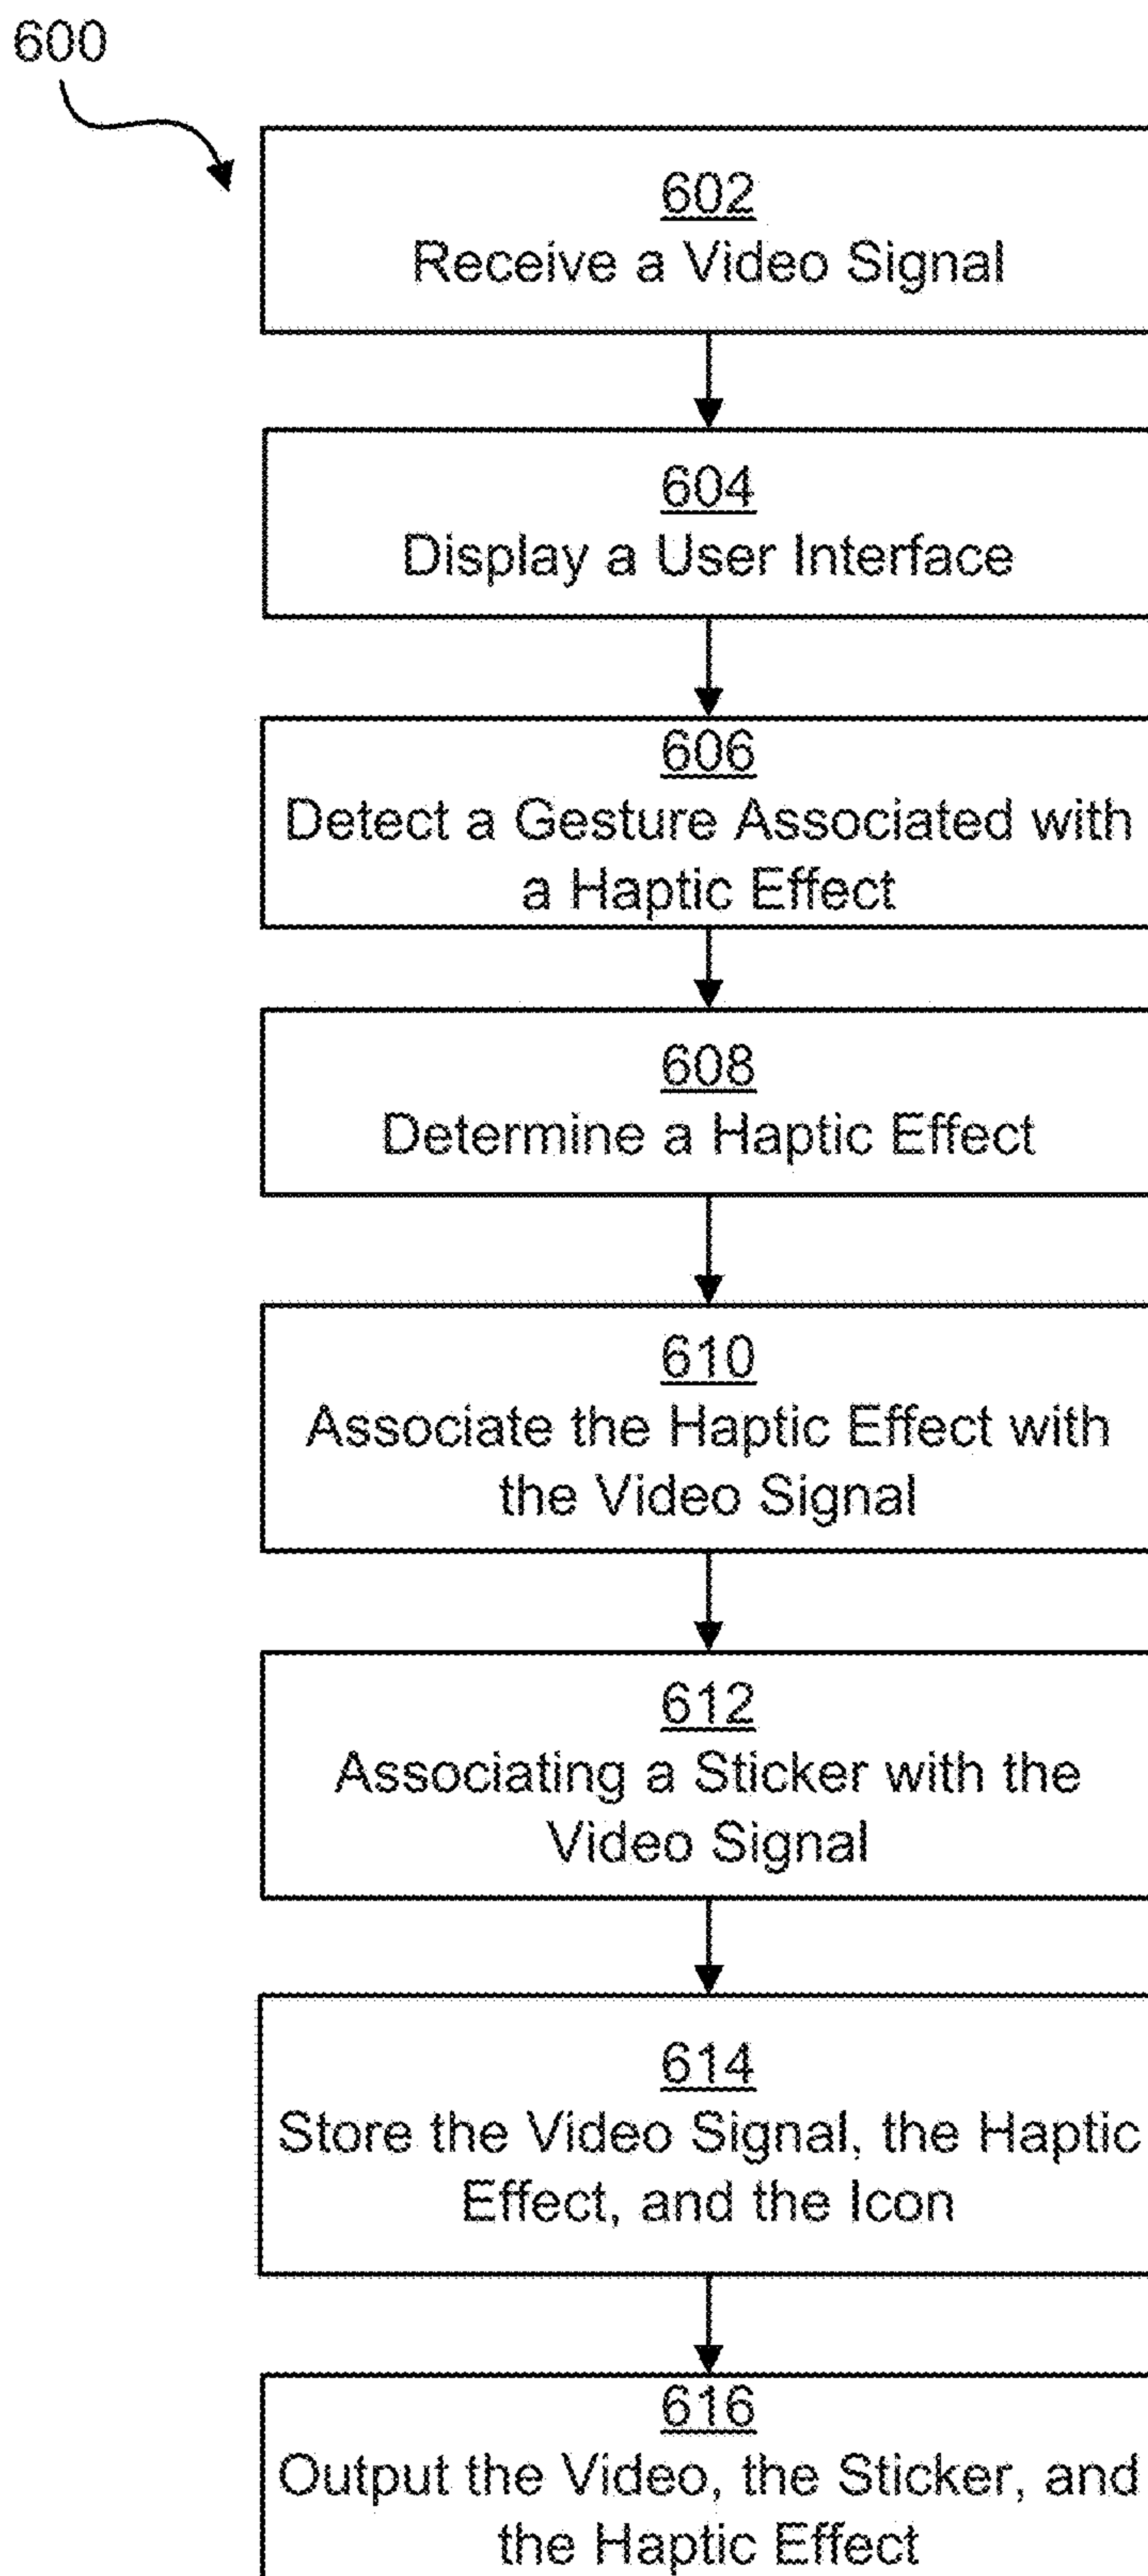 600
602
Receive a Video Signal
604
Display a User Interface
606
Detect a Gesture Associated with
a Haptic Effect
608
Determine a Haptic Effect
610
Associate the Haptic Effect with
the Video Signal
612
Associating a Sticker with the
Video Signal
614
Store the Video Signal, the Haptic
Effect, and the Icon
616
Output the Video, the Sticker, and
the Haptic Effect